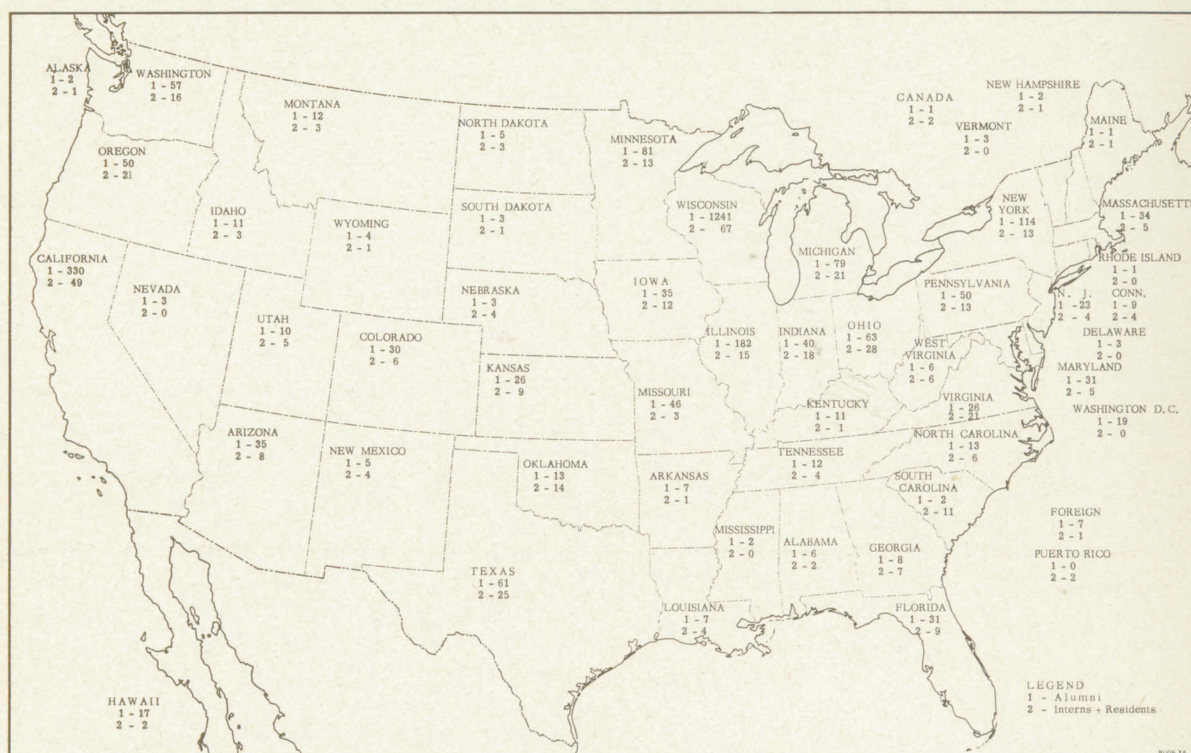 ALASKA
1 - 2
2 - 1
WASHINGTON
1 - 57
2 - 16
MONTANA
1 - 12
2 - 3
NORTH DAKOTA
1 - 5
2 - 3
MINNESOTA
1 - 81
2 - 13
CANADA
1 - 1
2 - 2
NEW HAMPSHIRE
1 - 2
2 - 1
VERMONT
1 - 3
2 - 0
MAINE
1 - 1
2 - 1
OREGON
1 - 50
2 - 21
IDAHO
1 - 11
2 - 3
WYOMING
1 - 4
2 - 1
SOUTH DAKOTA
1 - 3
2 - 1
WISCONSIN
1 - 1241
2 - 67
MICHIGAN
1 - 79
2 - 21
NEW
YORK
1 - 114
2 - 13
MASSACHUSETTS
1 - 34
2 - 5
RHODE ISLAND
1 - 1
2 - 0
CALIFORNIA
1 - 330
2 - 49
NEVADA
1 - 3
2 - 0
UTAH
1 - 10
2 - 5
COLORADO
1 - 30
2 - 6
NEBRASKA
1 - 3
2 - 4
IOWA
1 - 35
2 - 12
ILLINOIS
1 - 182
2 - 15
INDIANA
1 - 40
2 - 18
OHIO
1 - 63
2 - 28
PENNSYLVANIA
1 - 50
2 - 13
N. J.
1 - 23
2 - 4
CONN.
1 - 9
2 - 4
DELAWARE
1 - 3
2 - 0
MARYLAND
1 - 31
2 - 5
WASHINGTON D.C.
1 - 19
2 - 0
WEST
VIRGINIA
1 - 6
2 - 6
VIRGINIA
1 - 26
2 - 21
KANSAS
1 - 26
2 - 9
MISSOURI
1 - 46
2 - 3
KENTUCKY
1 - 11
2 - 1
ARIZONA
1 - 35
2 - 8
NEW MEXICO
1 - 5
2 - 4
OKLAHOMA
1 - 13
2 - 14
ARKANSAS
1 - 7
2 - 1
TENNESSEE
1 - 12
2 - 4
NORTH CAROLINA
1 - 13
2 - 6
SOUTH
CAROLINA
1 - 2
2 - 11
TEXAS
1 - 61
2 - 25
LOUISIANA
1 - 7
2 - 4
MISSISSIPPI
1 - 2
2 - 0
ALABAMA
1 - 6
2 - 2
GEORGIA
1 - 8
2 - 7
FLORIDA
1 - 31
2 - 9
FOREIGN
1 - 7
2 - 1
PUERTO RICO
1 - 0
2 - 2
HAWAII
1 - 17
2 - 2
LEGEND
1 - Alumni
2 - Interns + Residents